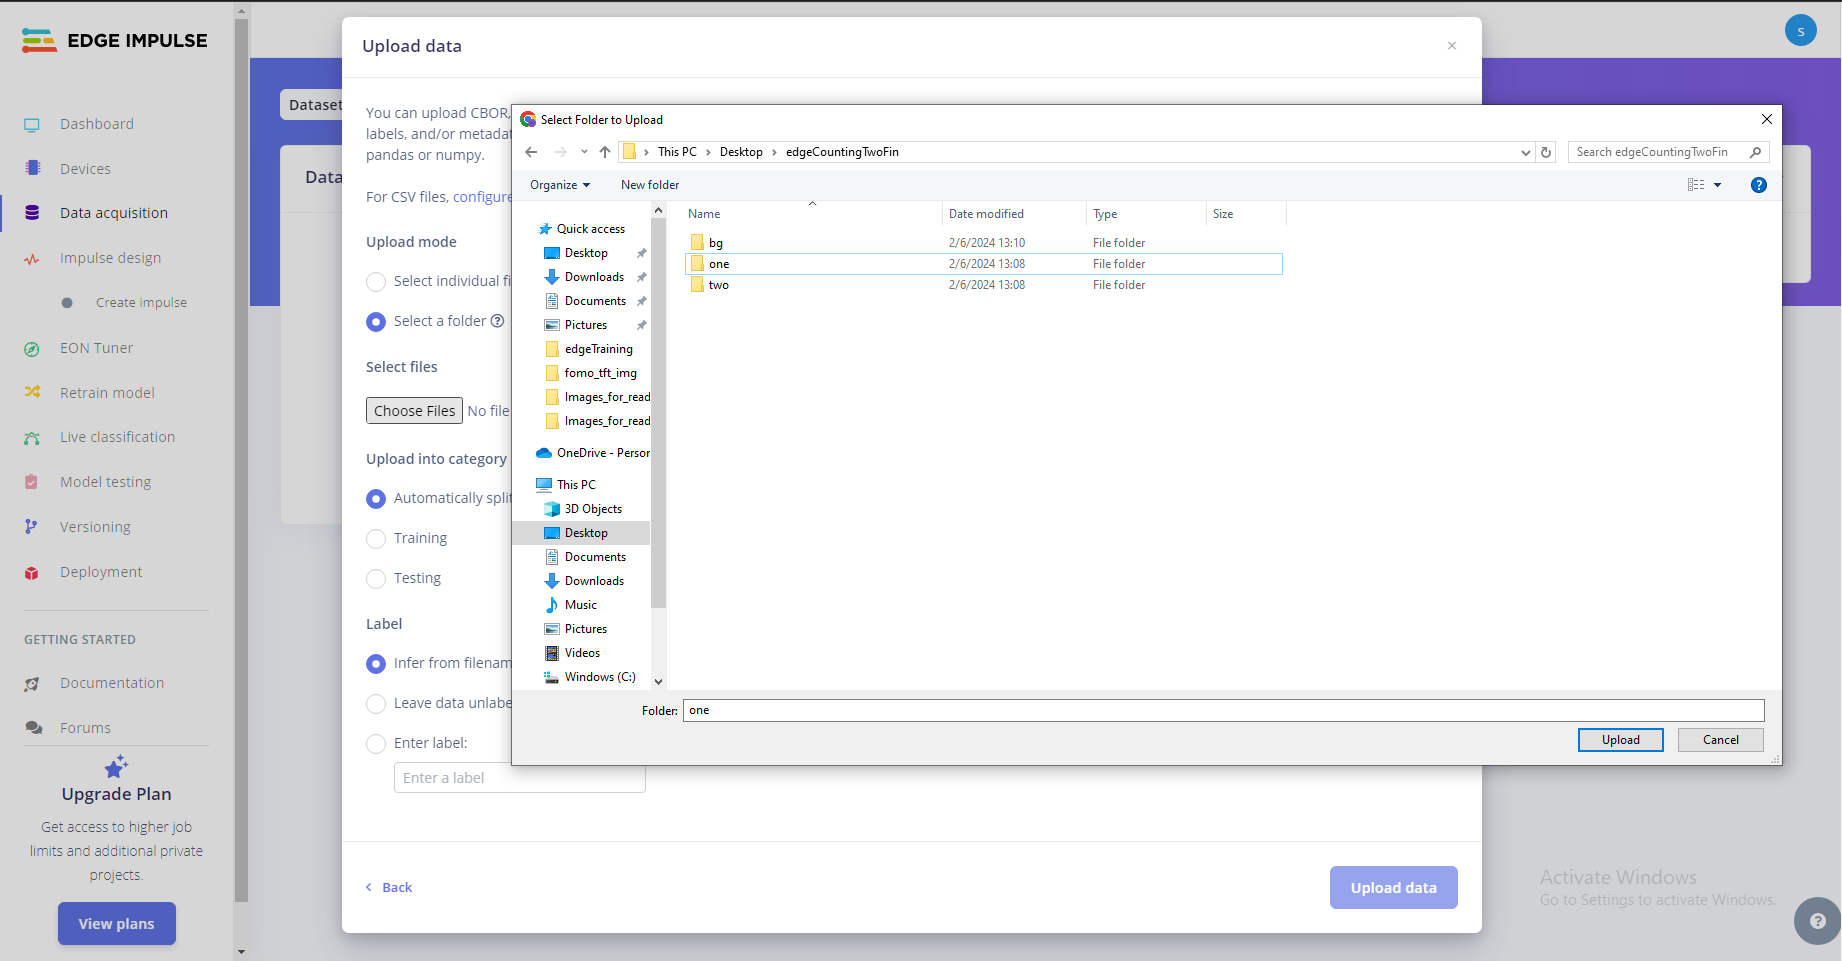 EDGE IMPULSE
Dashboard
Devices
Data acquisition
Impulse design
Create impulse
EON Tuner
Retrain model
Live classification
Model testing
Versioning
Deployment
GETTING STARTED
Documentation
Forums
Upgrade Plan
Get access to higher job
limits and additional private
projects.
View plans
s
Dataset
Data
Upload data
×
You can upload CBOR,
labels, and/or metadat
pandas or numpy.
For CSV files, configure
Upload mode
Select individual fi
Select a folder ?
Select files
Choose Files No file
Upload into category
Automatically split
Training
Testing
Label
Infer from filenam
Leave data unlabe
Enter label:
Enter a label
Back
Upload data
Select Folder to Upload
This PC > Desktop > edgeCountingTwoFin
Search edgeCountingTwoFin
Organize
New folder
?
Quick access
Desktop
Downloads
Documents
Pictures
edgeTraining
fomo_tft_img
Images_for_read
Images_for_read
OneDrive - Person
This PC
3D Objects
Desktop
Documents
Downloads
Music
Pictures
Videos
Windows (C:)
Name Date modified Type Size
bg 2/6/2024 13:10 File folder
one 2/6/2024 13:08 File folder
two 2/6/2024 13:08 File folder
Folder: one
Upload
Cancel
Activate Windows
Go to Settings to activate Windows.
?